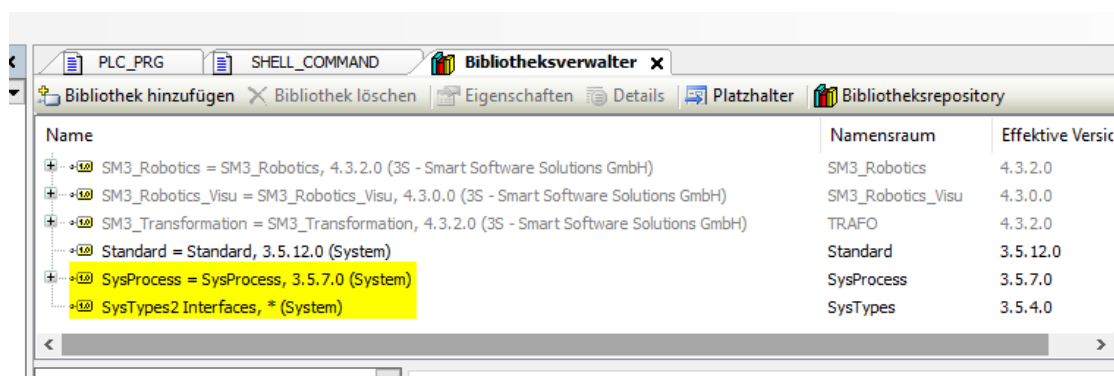 PLC_PRG SHELL_COMMAND Bibliotheksverwalter x
Bibliothek hinzufügen Bibliothek löschen Eigenschaften Details Platzhalter Bibliotheksrepository
Name Namensraum Effektive Versic
SM3_Robotics = SM3_Robotics, 4.3.2.0 (3S - Smart Software Solutions GmbH) SM3_Robotics 4.3.2.0
SM3_Robotics_Visu = SM3_Robotics_Visu, 4.3.0.0 (3S - Smart Software Solutions GmbH) SM3_Robotics_Visu 4.3.0.0
SM3_Transformation = SM3_Transformation, 4.3.2.0 (3S - Smart Software Solutions GmbH) TRAFO 4.3.2.0
Standard = Standard, 3.5.12.0 (System) Standard 3.5.12.0
SysProcess = SysProcess, 3.5.7.0 (System) SysProcess 3.5.7.0
SysTypes2 Interfaces, * (System) SysTypes 3.5.4.0